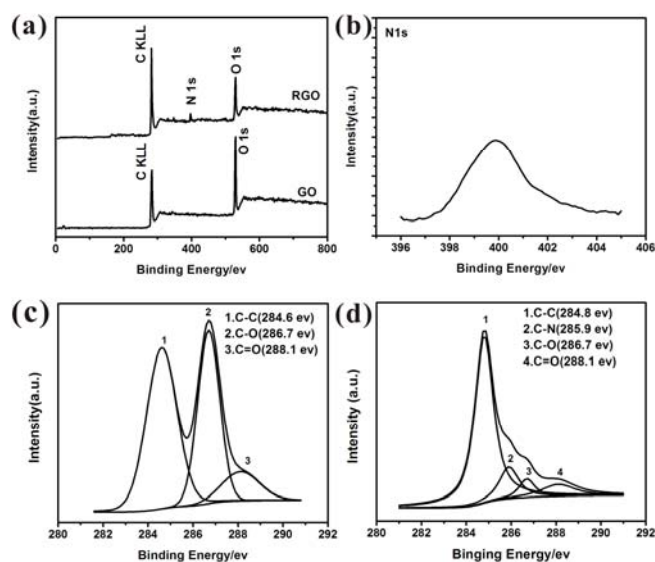 (a)
C KLL
N 1s
O 1s
RGO
C KLL
O 1s
GO
Intensity(a.u.)
0 200 400 600 800
Binding Energy/ev
(b)
N1s
Intensity(a.u.)
396 398 400 402 404 406
Binding Energy/ev
(c)
1.C-C(284.6 ev)
2.C-O(286.7 ev)
3.C=O(288.1 ev)
1
2
3
Intensity(a.u.)
280 282 284 286 288 290 292
Binding Energy/ev
(d)
1.C-C(284.8 ev)
2.C-N(285.9 ev)
3.C-O(286.7 ev)
4.C=O(288.1 ev)
1
2
3
4
Intensity (a.u.)
280 282 284 286 288 290 292
Binging Energy/ev